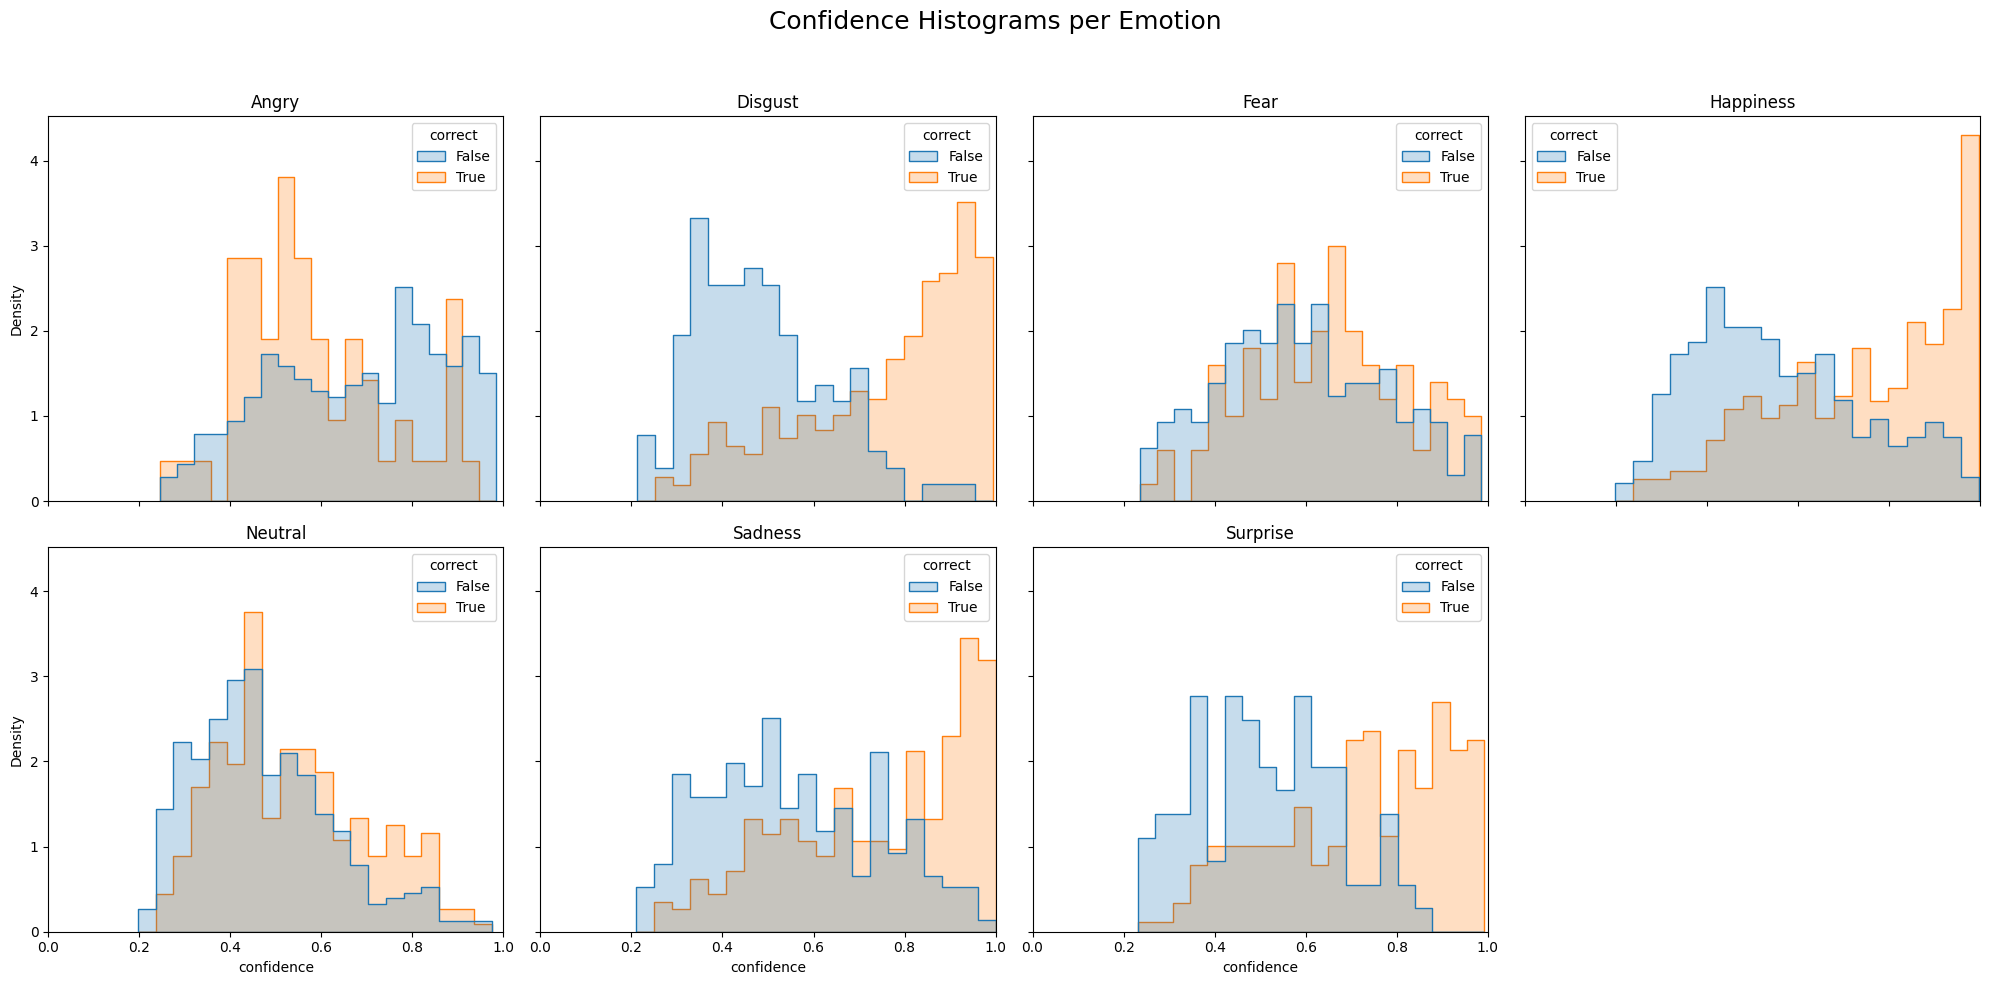 Confidence Histograms per Emotion
Angry
Disgust
Fear
Happiness
correct
False
True
correct
False
True
correct
False
True
correct
False
True
4
3
2
1
0
Density
Neutral
Sadness
Surprise
correct
False
True
correct
False
True
correct
False
True
4
3
2
1
0
Density
0.0 0.2 0.4 0.6 0.8 1.0
0.0 0.2 0.4 0.6 0.8 1.0
0.0 0.2 0.4 0.6 0.8 1.0
confidence
confidence
confidence